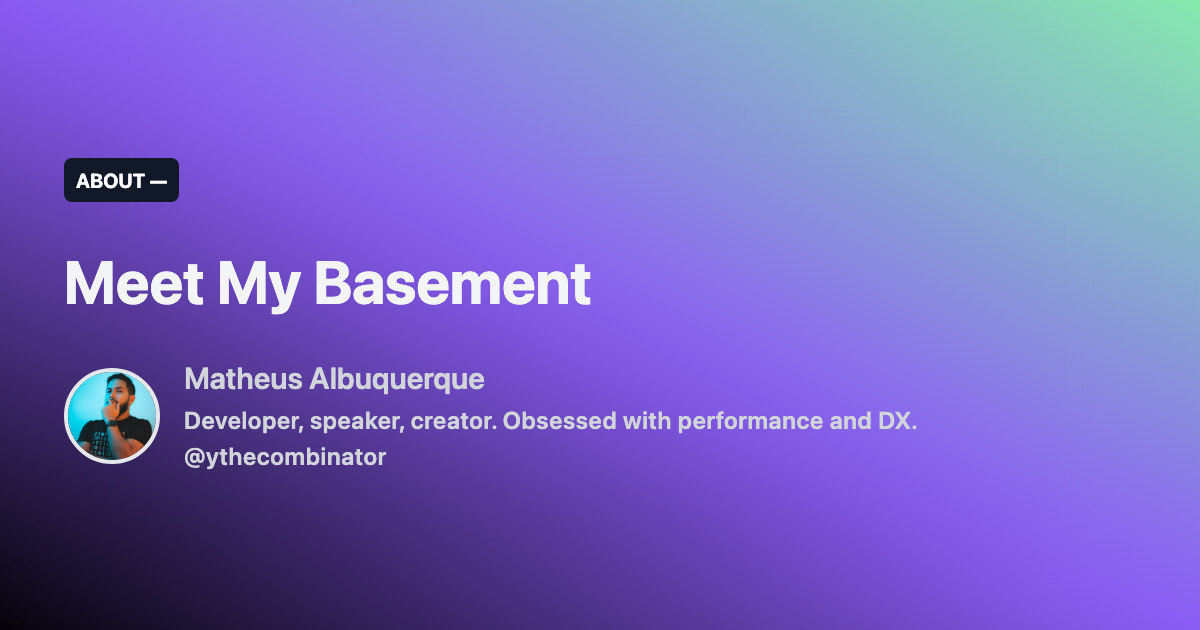 ABOUT —
Meet My Basement
Matheus Albuquerque
Developer, speaker, creator. Obsessed with performance and DX.
@ythecombinator